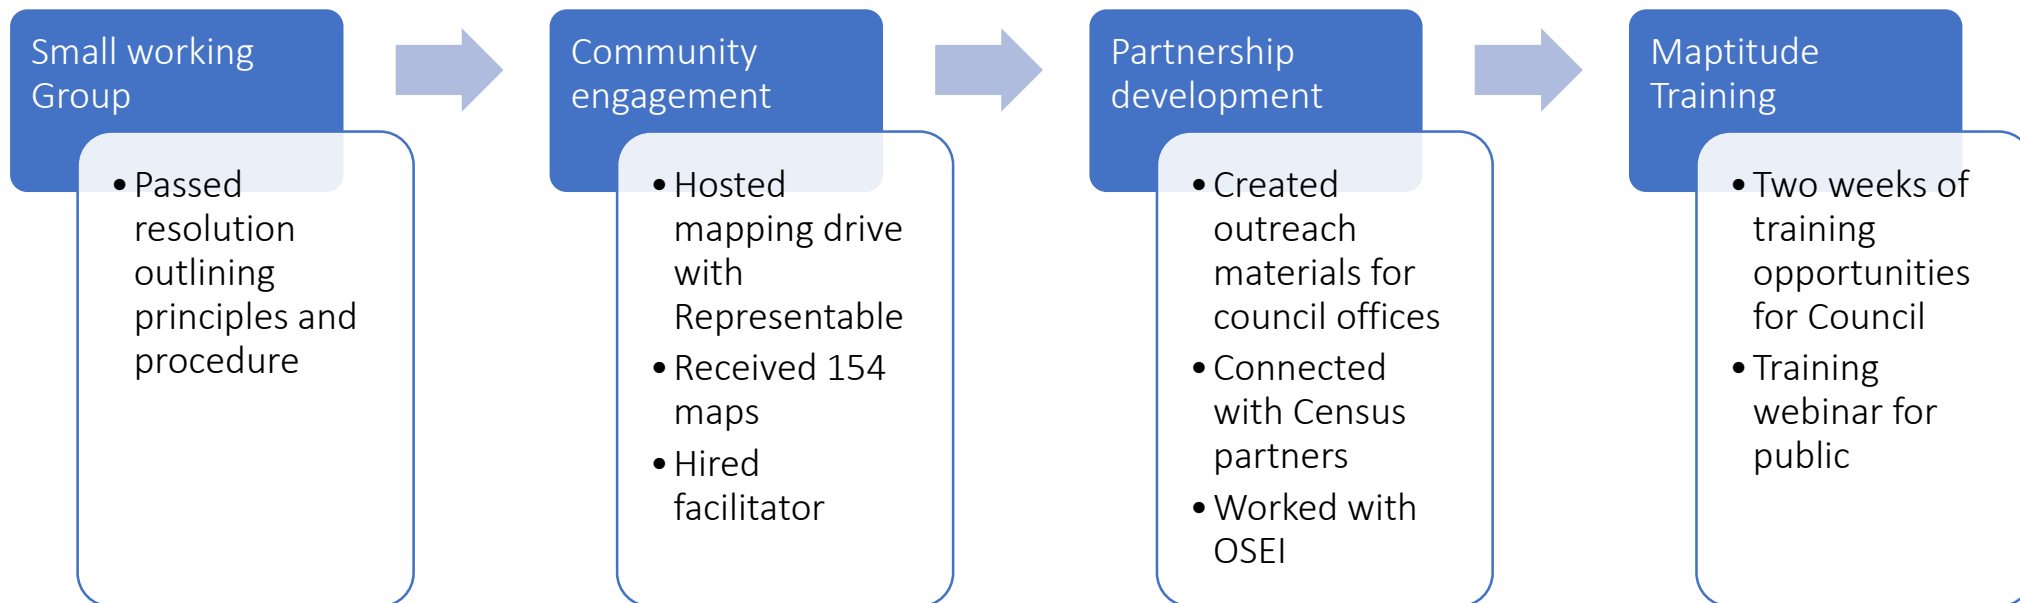 Small working
Group
• Passed
resolution
outlining
principles and
procedure
Community
engagement
• Hosted
mapping drive
with
Representable
• Received 154
maps
• Hired
facilitator
Partnership
development
• Created
outreach
materials for
council offices
• Connected
with Census
partners
• Worked with
OSEI
Maptitude
Training
• Two weeks of
training
opportunities
for Council
• Training
webinar for
public